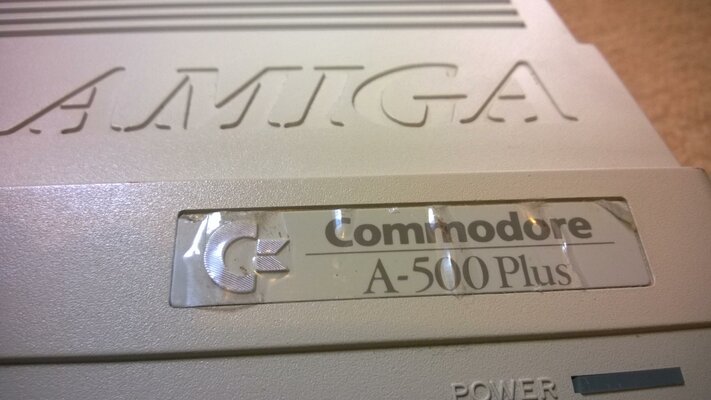 AMIGA
Commodore
A-500 Plus
POWER